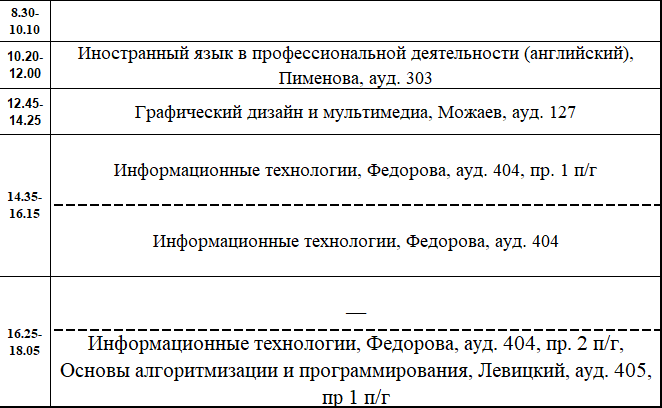 8.30-
10.10
10.20-
12.00
Иностранный язык в профессиональной деятельности (английский),
Пименова, ауд. 303
12.45-
14.25
Графический дизайн и мультимедиа, Можаев, ауд. 127
14.35-
16.15
Информационные технологии, Федорова, ауд. 404, пр. 1 п/г
Информационные технологии, Федорова, ауд. 404
16.25-
18.05
—
Информационные технологии, Федорова, ауд. 404, пр. 2 п/г,
Основы алгоритмизации и программирования, Левицкий, ауд. 405,
пр 1 п/г